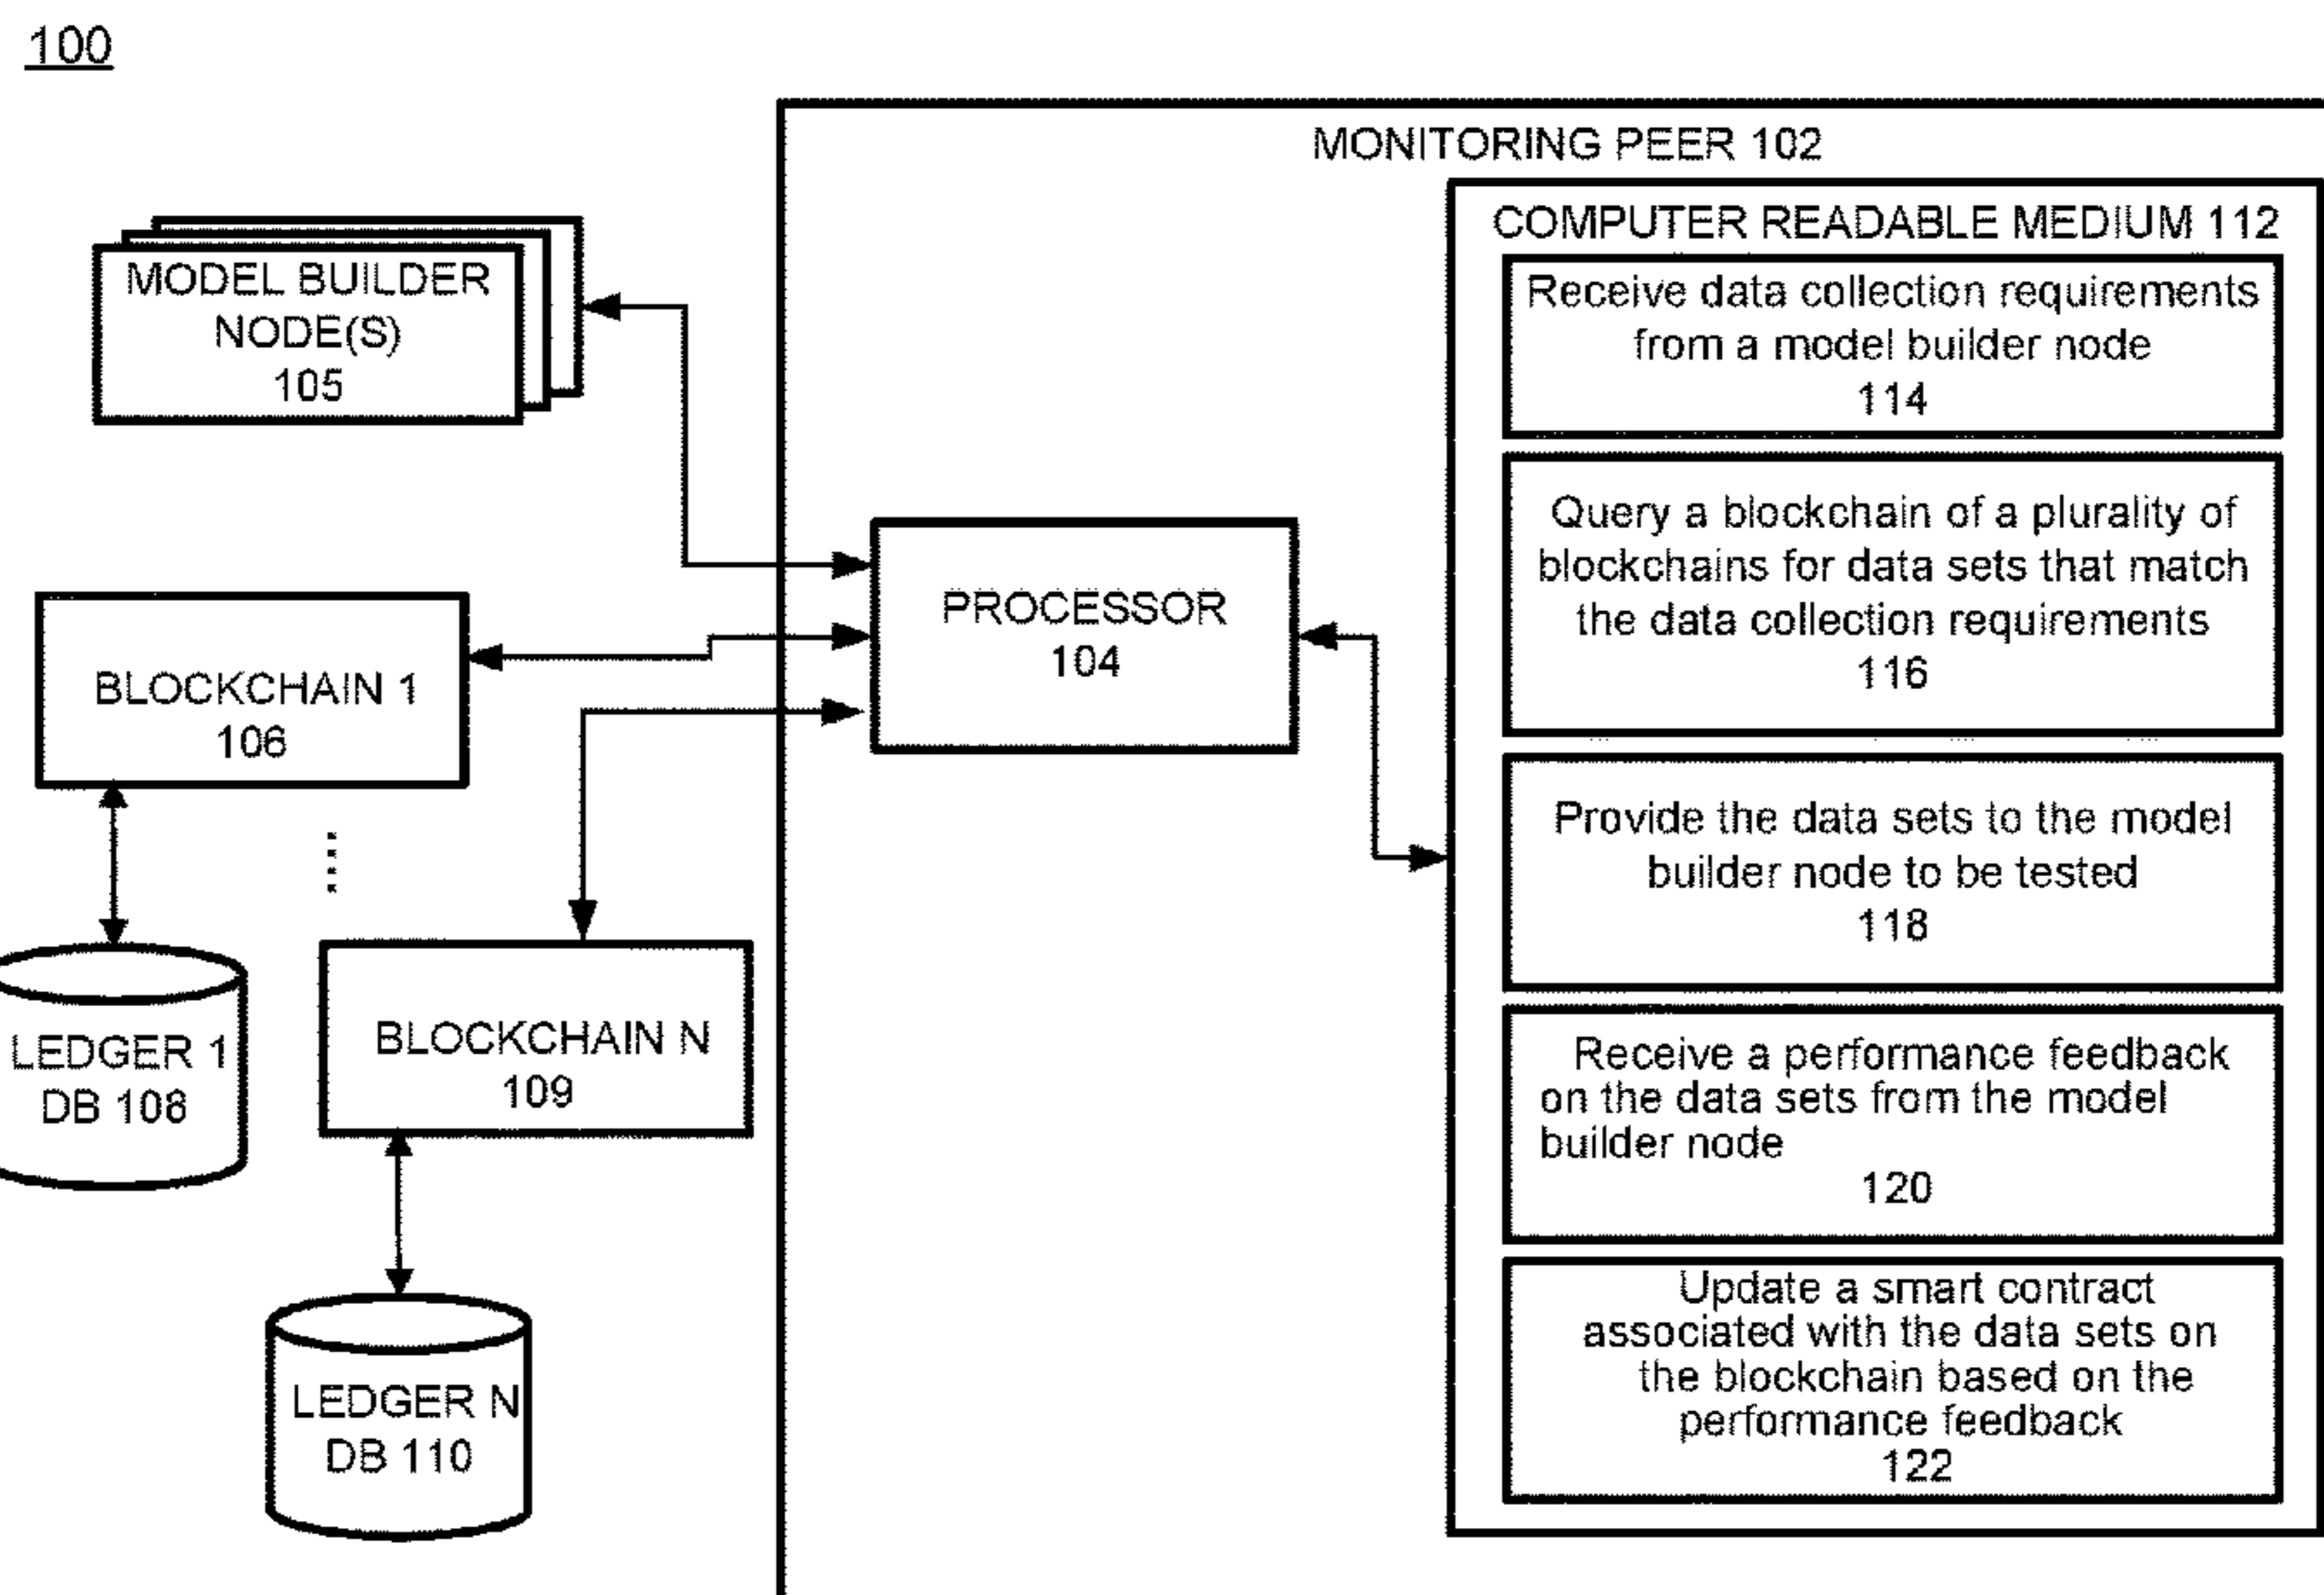 100
MONITORING PEER 102
COMPUTER READABLE MEDIUM 112
MODEL BUILDER
NODE(S)
105
Receive data collection requirements
from a model builder node
114
Query a blockchain of a plurality of
blockchains for data sets that match
the data collection requirements
116
PROCESSOR
104
BLOCKCHAIN 1
106
Provide the data sets to the model
builder node to be tested
118
LEDGER 1
DB 108
BLOCKCHAIN N
109
Receive a performance feedback
on the data sets from the model
builder node
120
LEDGER N
DB 110
Update a smart contract
associated with the data sets on
the blockchain based on the
performance feedback
122